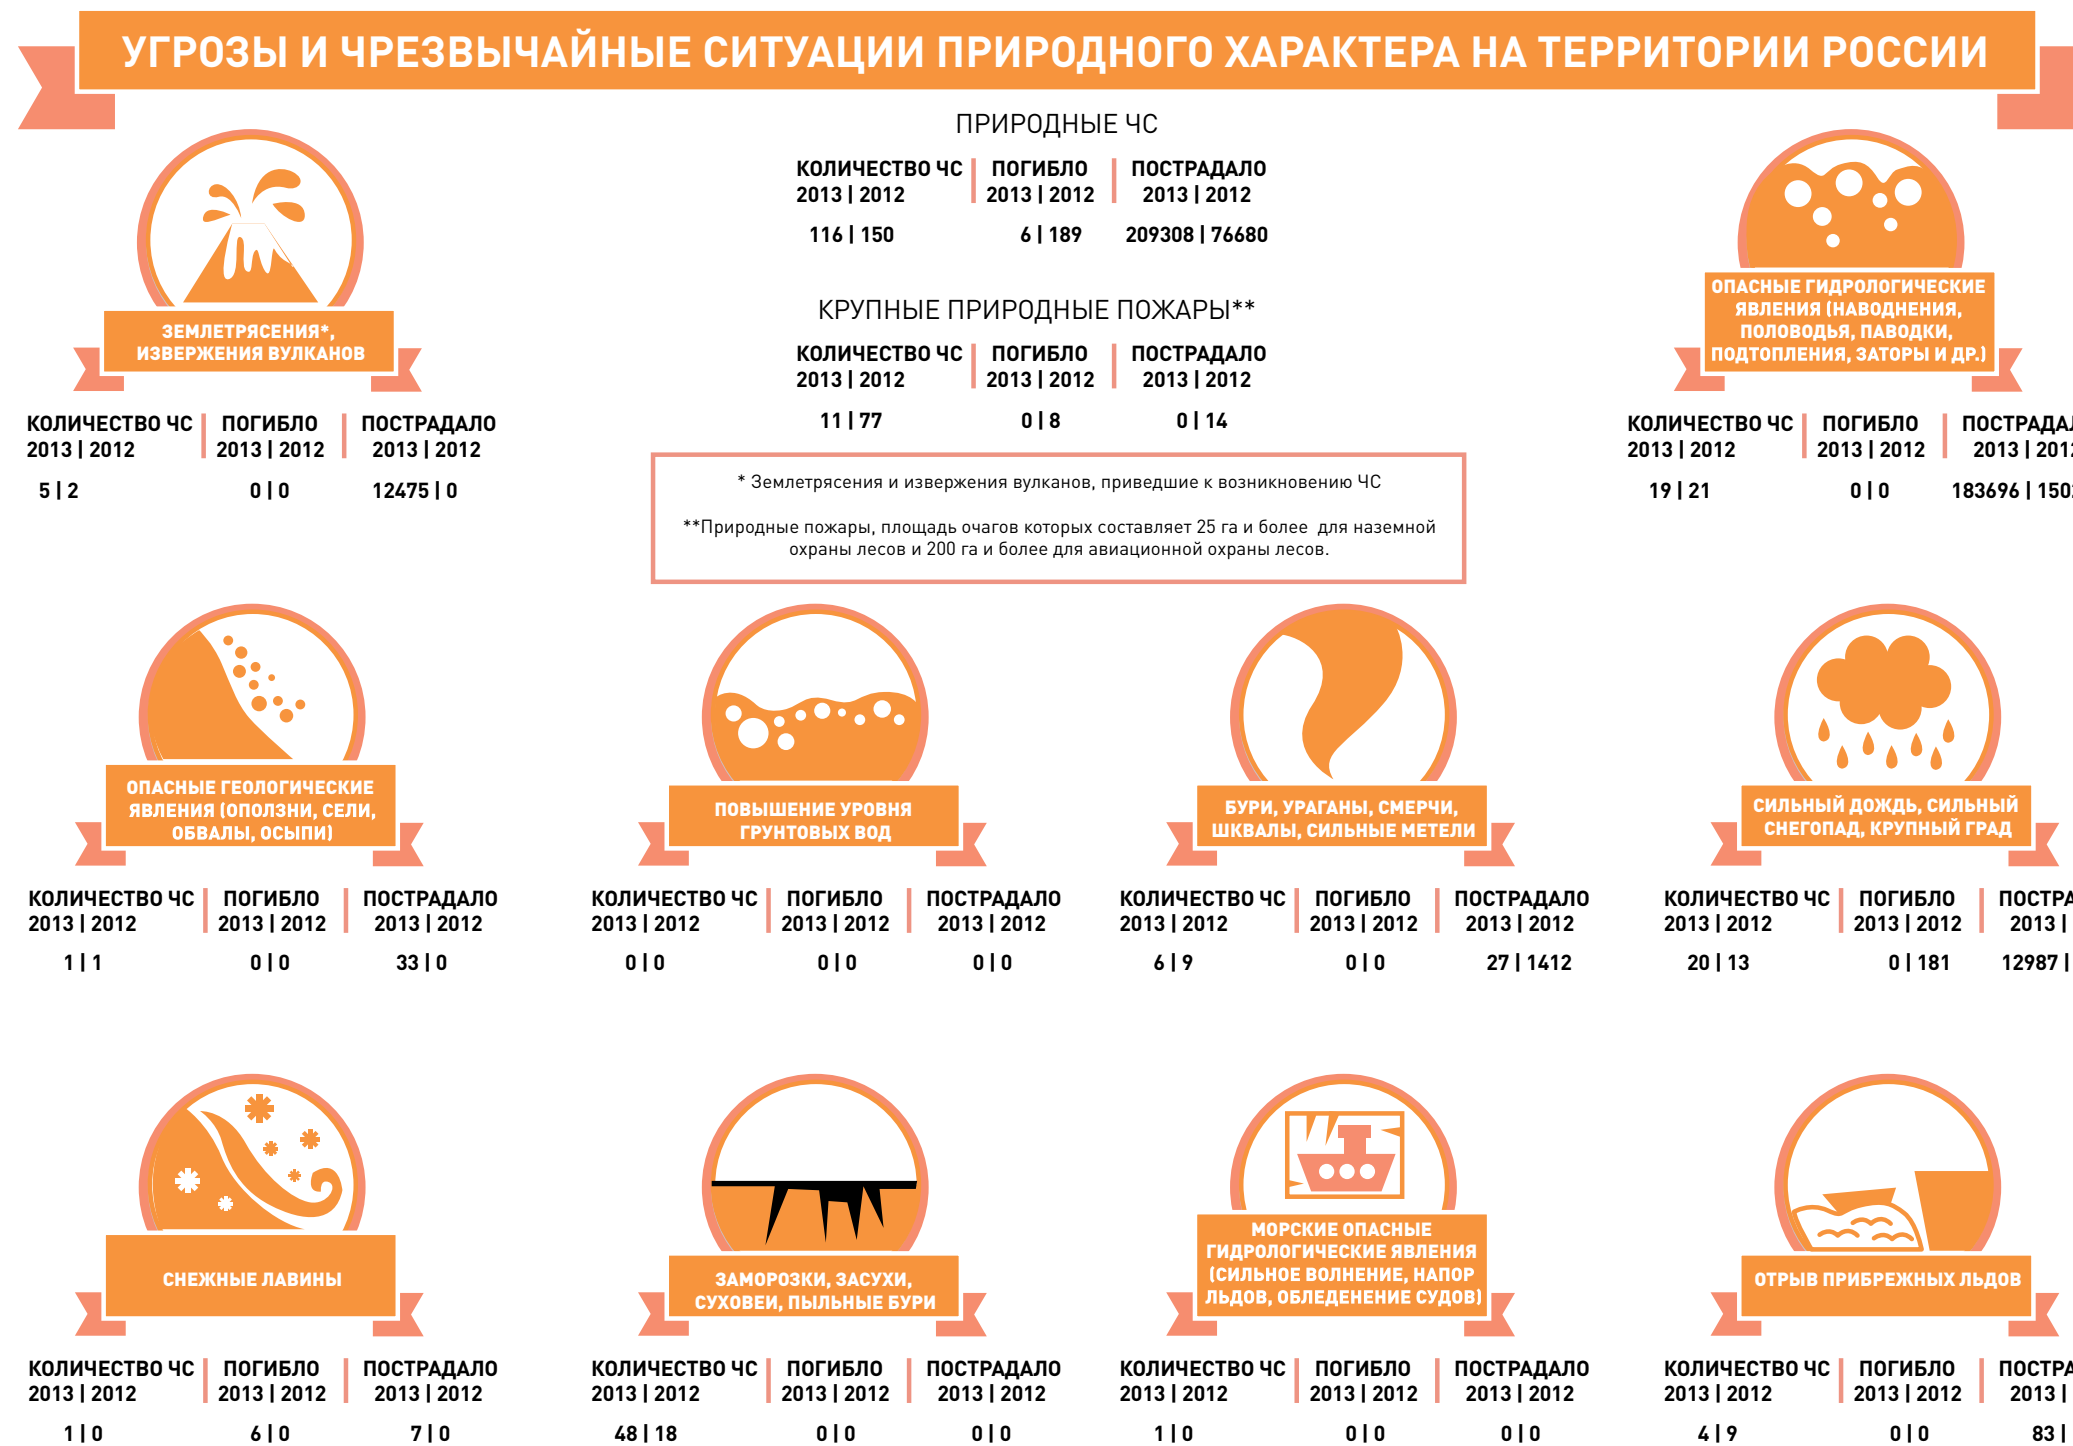 УГРОЗЫ И ЧРЕЗВЫЧАЙНЫЕ СИТУАЦИИ ПРИРОДНОГО ХАРАКТЕРА НА ТЕРРИТОРИИ РОССИИ
ПРИРОДНЫЕ ЧС
КОЛИЧЕСТВО ЧС ПОГИБЛО ПОСТРАДАЛО
2013 | 2012 2013 | 2012 2013 | 2012
116 | 150 6 | 189 209308 | 76680
КРУПНЫЕ ПРИРОДНЫЕ ПОЖАРЫ**
КОЛИЧЕСТВО ЧС ПОГИБЛО ПОСТРАДАЛО
2013 | 2012 2013 | 2012 2013 | 2012
11 | 77 0 | 8 0 | 14
* Землетрясения и извержения вулканов, приведшие к возникновению ЧС
**Природные пожары, площадь очагов которых составляет 25 га и более для наземной
охраны лесов и 200 га и более для авиационной охраны лесов.
ЗЕМЛЕТРЯСЕНИЯ*,
ИЗВЕРЖЕНИЯ ВУЛКАНОВ
КОЛИЧЕСТВО ЧС ПОГИБЛО ПОСТРАДАЛО
2013 | 2012 2013 | 2012 2013 | 2012
5 | 2 0 | 0 12475 | 0
ОПАСНЫЕ ГИДРОЛОГИЧЕСКИЕ
ЯВЛЕНИЯ (НАВОДНЕНИЯ,
ПОЛОВОДЬЯ, ПАВОДКИ,
ПОДТОПЛЕНИЯ, ЗАТОРЫ И ДР.)
КОЛИЧЕСТВО ЧС ПОГИБЛО
2013 | 2012 2013 | 2012 2013 |
19 | 21 0 | 0 183696 |
ОПАСНЫЕ ГЕОЛОГИЧЕСКИЕ
ЯВЛЕНИЯ (ОПОЛЗНИ, СЕЛИ,
ОБВАЛЫ, ОСЫПИ)
КОЛИЧЕСТВО ЧС ПОГИБЛО ПОСТРАДАЛО
2013 | 2012 2013 | 2012 2013 | 2012
1 | 1 0 | 0 33 | 0
ПОВЫШЕНИЕ УРОВНЯ
ГРУНТОВЫХ ВОД
КОЛИЧЕСТВО ЧС ПОГИБЛО ПОСТРАДАЛО
2013 | 2012 2013 | 2012 2013 | 2012
0 | 0 0 | 0 0 | 0
БУРИ, УРАГАНЫ, СМЕРЧИ,
ШКВАЛЫ, СИЛЬНЫЕ МЕТЕЛИ
КОЛИЧЕСТВО ЧС ПОГИБЛО ПОСТРАДАЛО
2013 | 2012 2013 | 2012 2013 | 2012
6 | 9 0 | 0 27 | 1412
СИЛЬНЫЙ ДОЖДЬ, СИЛЬНЫЙ
СНЕГОПАД, КРУПНЫЙ ГРАД
КОЛИЧЕСТВО ЧС ПОГИБЛО
2013 | 2012 2013 | 2012 2013 |
20 | 13 0 | 181 12987 |
СНЕЖНЫЕ ЛАВИНЫ
КОЛИЧЕСТВО ЧС ПОГИБЛО ПОСТРАДАЛО
2013 | 2012 2013 | 2012 2013 | 2012
1 | 0 6 | 0 7 | 0
ЗАМОРОЗКИ, ЗАСУХИ,
СУХОВЕИ, ПЫЛЬНЫЕ БУРИ
КОЛИЧЕСТВО ЧС ПОГИБЛО ПОСТРАДАЛО
2013 | 2012 2013 | 2012 2013 | 2012
48 | 18 0 | 0 0 | 0
МОРСКИЕ ОПАСНЫЕ
ГИДРОЛОГИЧЕСКИЕ ЯВЛЕНИЯ
(СИЛЬНОЕ ВОЛНЕНИЕ, НАПОР
ЛЬДОВ, ОБЛЕДЕНЕНИЕ СУДОВ)
КОЛИЧЕСТВО ЧС ПОГИБЛО ПОСТРАДАЛО
2013 | 2012 2013 | 2012 2013 | 2012
1 | 0 0 | 0 0 | 0
ОТРЫВ ПРИБРЕЖНЫХ ЛЬДОВ
КОЛИЧЕСТВО ЧС ПОГИБЛО
2013 | 2012 2013 | 2012 2013 |
4 | 9 0 | 0 83 |